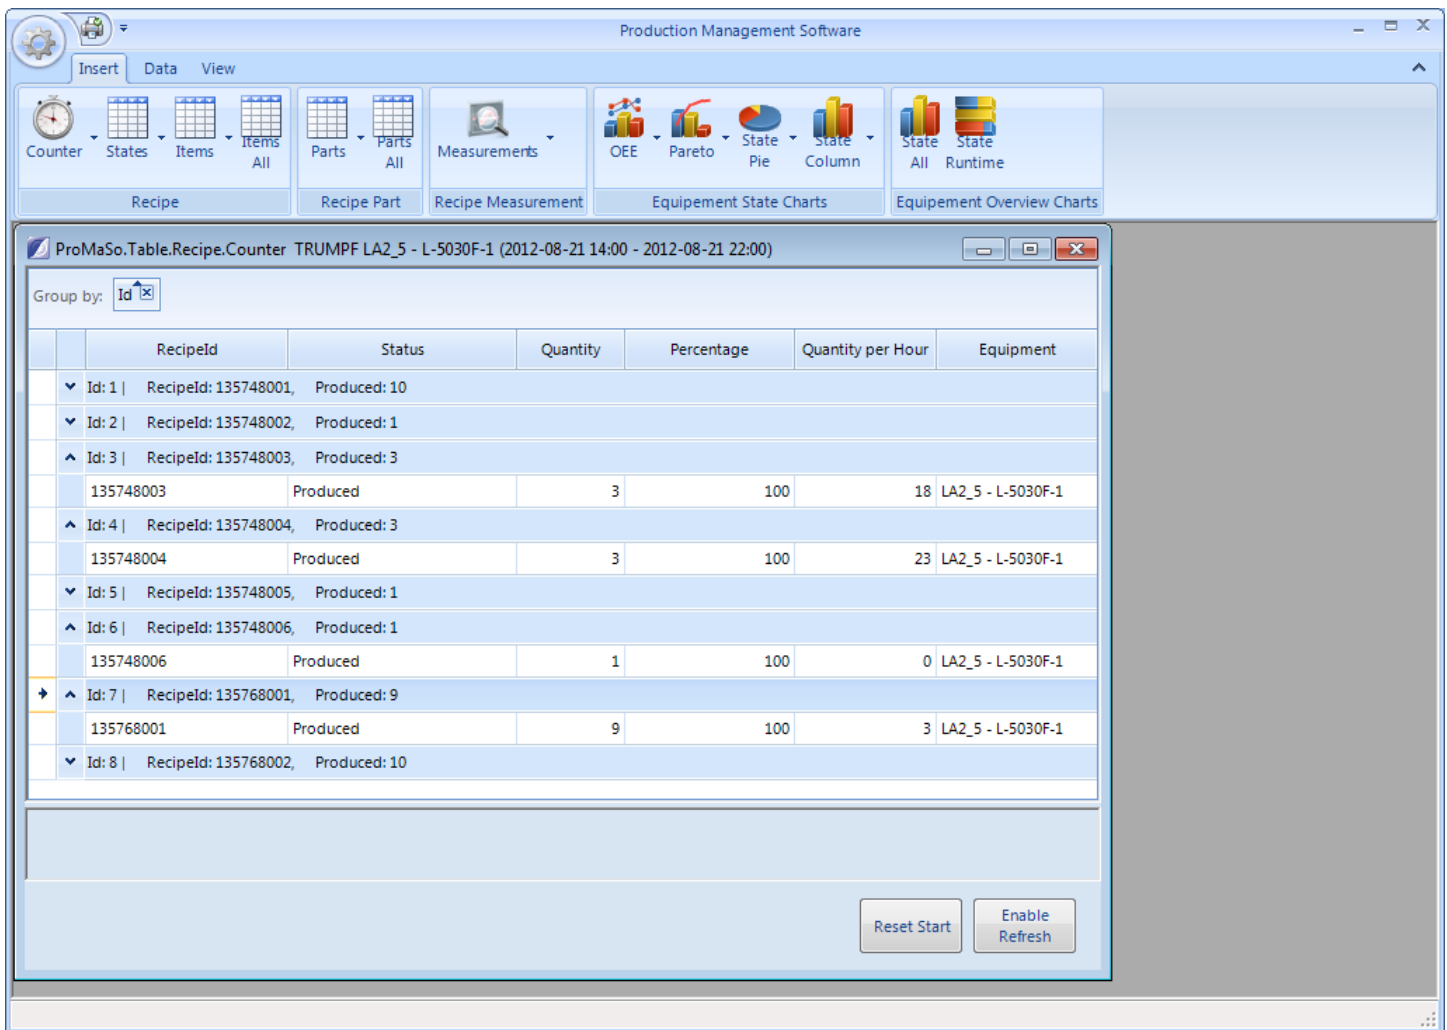 Production Management Software
Insert Data View
Counter States Items Items All Parts Parts All Measurements OEE Pareto State Pie State Column State All State Runtime
Recipe Recipe Part Recipe Measurement Equipement State Charts Equipement Overview Charts
ProMaSo.Table.Recipe.Counter TRUMPF LA2_5 - L-5030F-1 (2012-08-21 14:00 - 2012-08-21 22:00)
Group by: Id
RecipeId Status Quantity Percentage Quantity per Hour Equipment
Id: 1 | RecipeId: 135748001, Produced: 10
Id: 2 | RecipeId: 135748002, Produced: 1
Id: 3 | RecipeId: 135748003, Produced: 3
135748003 Produced 3 100 18 LA2_5 - L-5030F-1
Id: 4 | RecipeId: 135748004, Produced: 3
135748004 Produced 3 100 23 LA2_5 - L-5030F-1
Id: 5 | RecipeId: 135748005, Produced: 1
Id: 6 | RecipeId: 135748006, Produced: 1
135748006 Produced 1 100 0 LA2_5 - L-5030F-1
Id: 7 | RecipeId: 135768001, Produced: 9
135768001 Produced 9 100 3 LA2_5 - L-5030F-1
Id: 8 | RecipeId: 135768002, Produced: 10
Reset Start
Enable
Refresh